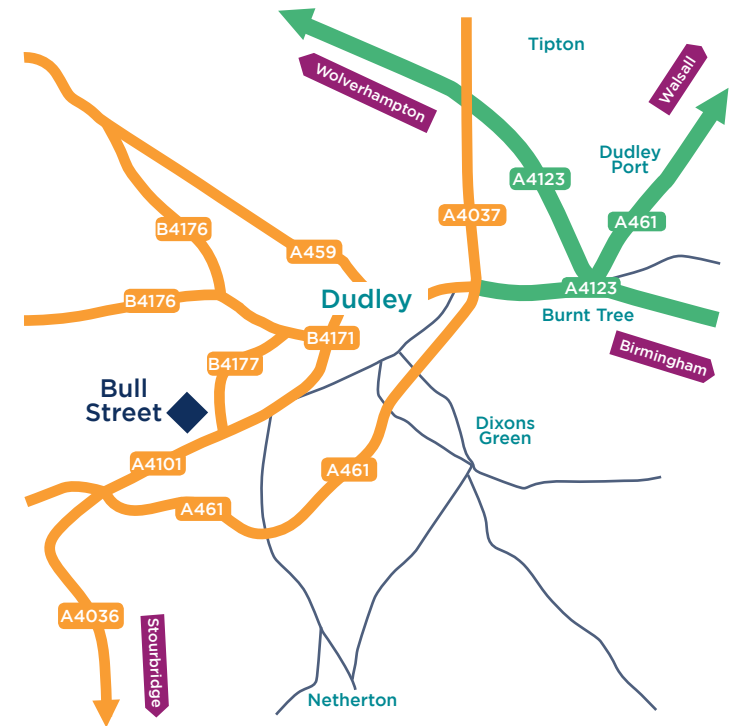 Tipton
Wolverhampton
Walsall
Dudley
Port
A4123
A4037
A461
B4176
A459
A4123
B4176
Dudley
Burnt Tree
B4171
Birmingham
B4177
Bull
Street
Dixons
Green
A4101
A461
A461
A4036
Stourbridge
Netherton